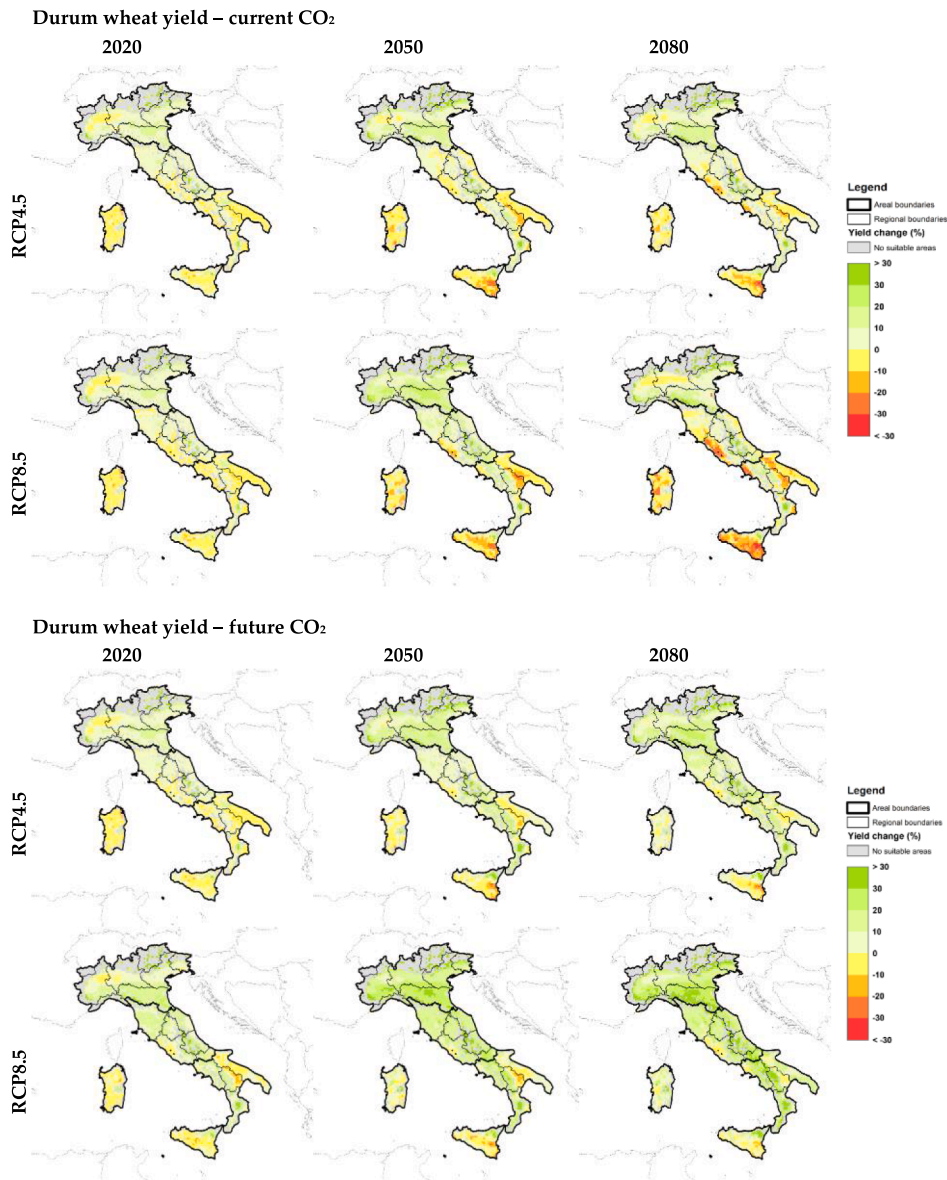 Durum wheat yield – current CO₂
2020 2050 2080
RCP4.5
Legend
Areal boundaries
Regional boundaries
Yield change (%)
No suitable areas
> 30
30
20
10
0
-10
-20
-30
< -30
RCP8.5
Durum wheat yield – future CO₂
2020 2050 2080
RCP4.5
Legend
Areal boundaries
Regional boundaries
Yield change (%)
No suitable areas
> 30
30
20
10
0
-10
-20
-30
< -30
RCP8.5